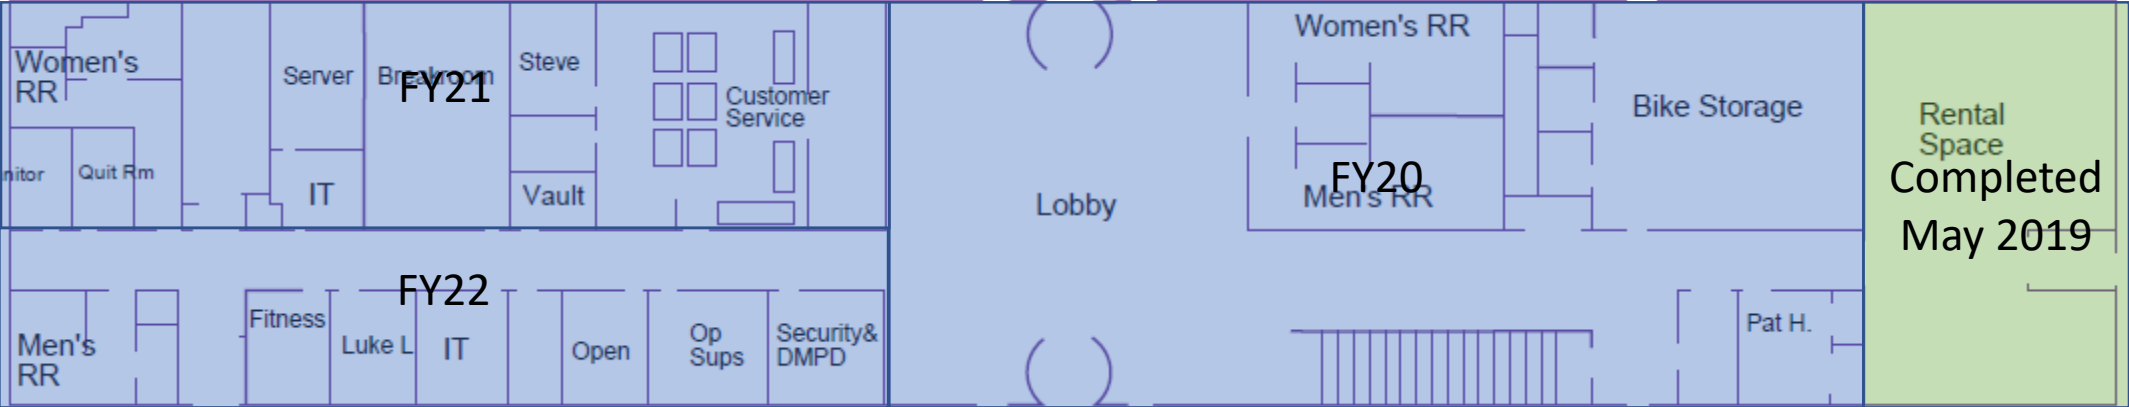 Women's
RR
Server
Breakroom
FY21
Steve
Customer
Service
nitor
Quit Rm
IT
Vault
Women's RR
Bike Storage
Lobby
FY20
Men's RR
Rental
Space
Completed
May 2019
FY22
Men's
RR
Fitness
Luke L
IT
Open
Op
Sups
Security&
DMPD
Pat H.